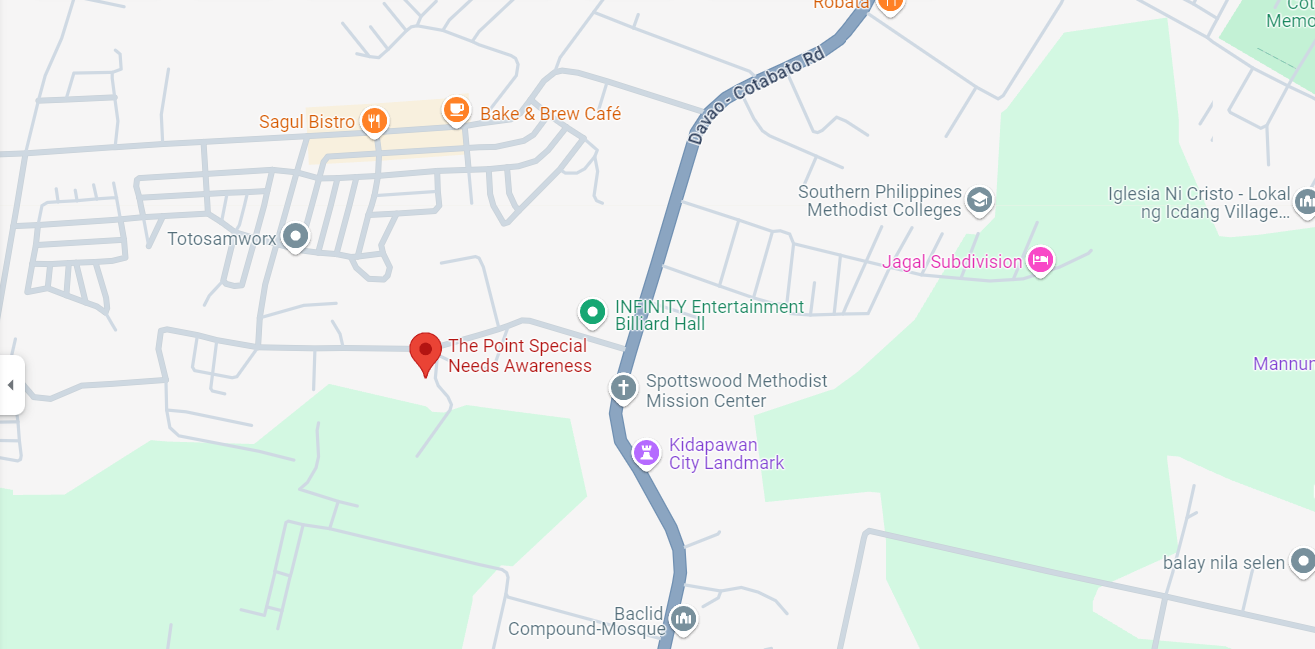 Robata
Cot
Memo
Davao - Cotabato Rd
Sagul Bistro
Bake & Brew Café
Southern Philippines
Methodist Colleges
Iglesia Ni Cristo - Lokal
ng Icdang Village...
Totosamworx
Jagal Subdivision
INFINITY Entertainment
Billiard Hall
The Point Special
Needs Awareness
Mannun
Spottswood Methodist
Mission Center
Kidapawan
City Landmark
balay nila selen
Baclid
Compound-Mosque